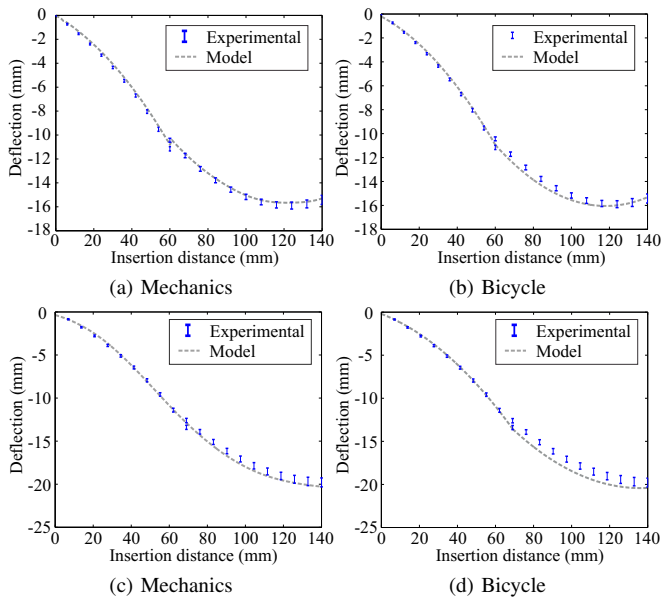 0
-2
-4
-6
-8
-10
-12
-14
-16
-18
0 20 40 60 80 100 120 140
Deflection (mm)
Insertion distance (mm)
Experimental
Model
(a) Mechanics
0
-2
-4
-6
-8
-10
-12
-14
-16
-18
0 20 40 60 80 100 120 140
Deflection (mm)
Insertion distance (mm)
Experimental
Model
(b) Bicycle
0
-5
-10
-15
-20
-25
0 20 40 60 80 100 120 140
Deflection (mm)
Insertion distance (mm)
Experimental
Model
(c) Mechanics
0
-5
-10
-15
-20
-25
0 20 40 60 80 100 120 140
Deflection (mm)
Insertion distance (mm)
Experimental
Model
(d) Bicycle